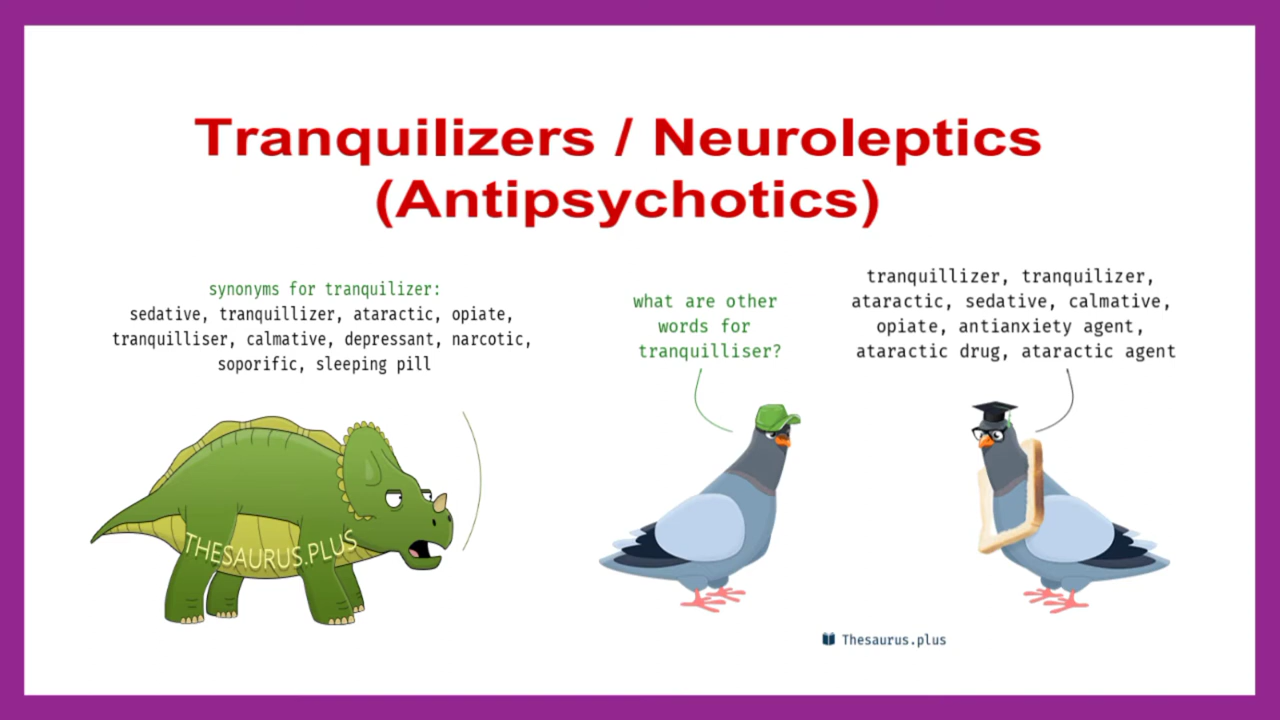 Tranquilizers / Neuroleptics
(Antipsychotics)
synonyms for tranquilizer:
sedative, tranquillizer, ataractic, opiate,
tranquilliser, calmative, depressant, narcotic,
soporific, sleeping pill
THESAURUS.PLUS
what are other
words for
tranquilliser?
tranquillizer, tranquilizer,
ataractic, sedative, calmative,
opiate, antianxiety agent,
ataractic drug, ataractic agent
Thesaurus.plus